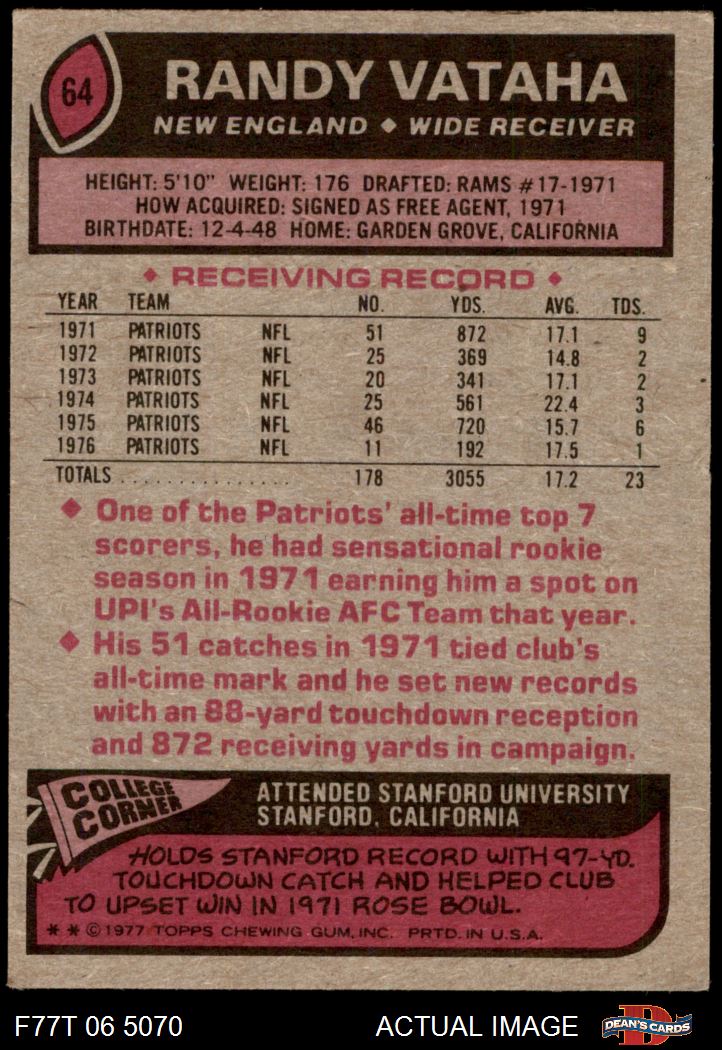 64
RANDY VATAHA
NEW ENGLAND ◆ WIDE RECEIVER
HEIGHT: 5'10" WEIGHT: 176 DRAFTED: RAMS #17-1971
HOW ACQUIRED: SIGNED AS FREE AGENT, 1971
BIRTHDATE: 12-4-48 HOME: GARDEN GROVE, CALIFORNIA
◆ RECEIVING RECORD ◆
YEAR TEAM NO. YDS. AVG. TDS.
1971 PATRIOTS NFL 51 872 17.1 9
1972 PATRIOTS NFL 25 369 14.8 2
1973 PATRIOTS NFL 20 341 17.1 2
1974 PATRIOTS NFL 25 561 22.4 3
1975 PATRIOTS NFL 46 720 15.7 6
1976 PATRIOTS NFL 11 192 17.5 1
TOTALS . . . . . . . . . . . . . . . 178 3055 17.2 23
◆ One of the Patriots' all-time top 7
scorers, he had sensational rookie
season in 1971 earning him a spot on
UPI's All-Rookie AFC Team that year.
◆ His 51 catches in 1971 tied club's
all-time mark and he set new records
with an 88-yard touchdown reception
and 872 receiving yards in campaign.
COLLEGE
CORNER
ATTENDED STANFORD UNIVERSITY
STANFORD, CALIFORNIA
HOLDS STANFORD RECORD WITH 97-YD.
TOUCHDOWN CATCH AND HELPED CLUB
TO UPSET WIN IN 1971 ROSE BOWL.
* * © 1977 TOPPS CHEWING GUM, INC. PRTD. IN U.S.A.
F77T 06 5070 ACTUAL IMAGE D DEAN'S CARDS